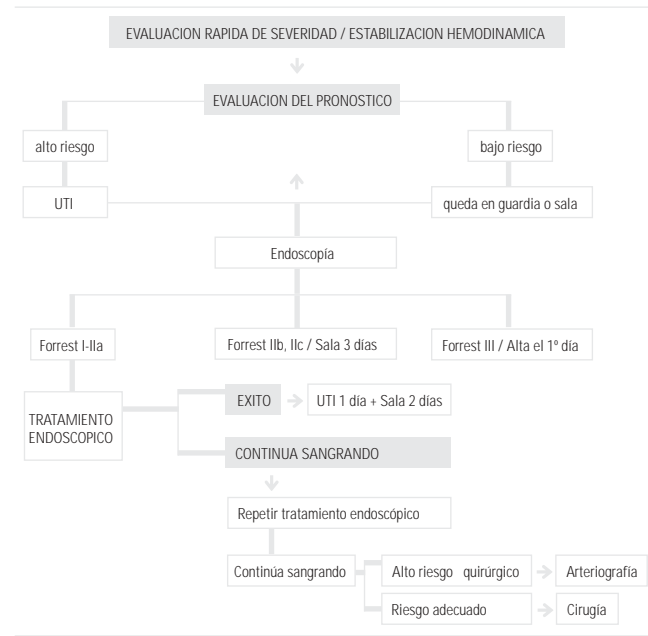 EVALUACION RAPIDA DE SEVERIDAD / ESTABILIZACION HEMODINAMICA
EVALUACION DEL PRONOSTICO
alto riesgo
bajo riesgo
UTI
queda en guardia o sala
Endoscopía
Forrest I-IIa
Forrest IIb, IIc / Sala 3 días
Forrest III / Alta el 1º día
TRATAMIENTO
ENDOSCOPICO
EXITO
UTI 1 día + Sala 2 días
CONTINUA SANGRANDO
Repetir tratamiento endoscópico
Continúa sangrando
Alto riesgo quirúrgico
Arteriografía
Riesgo adecuado
Cirugía